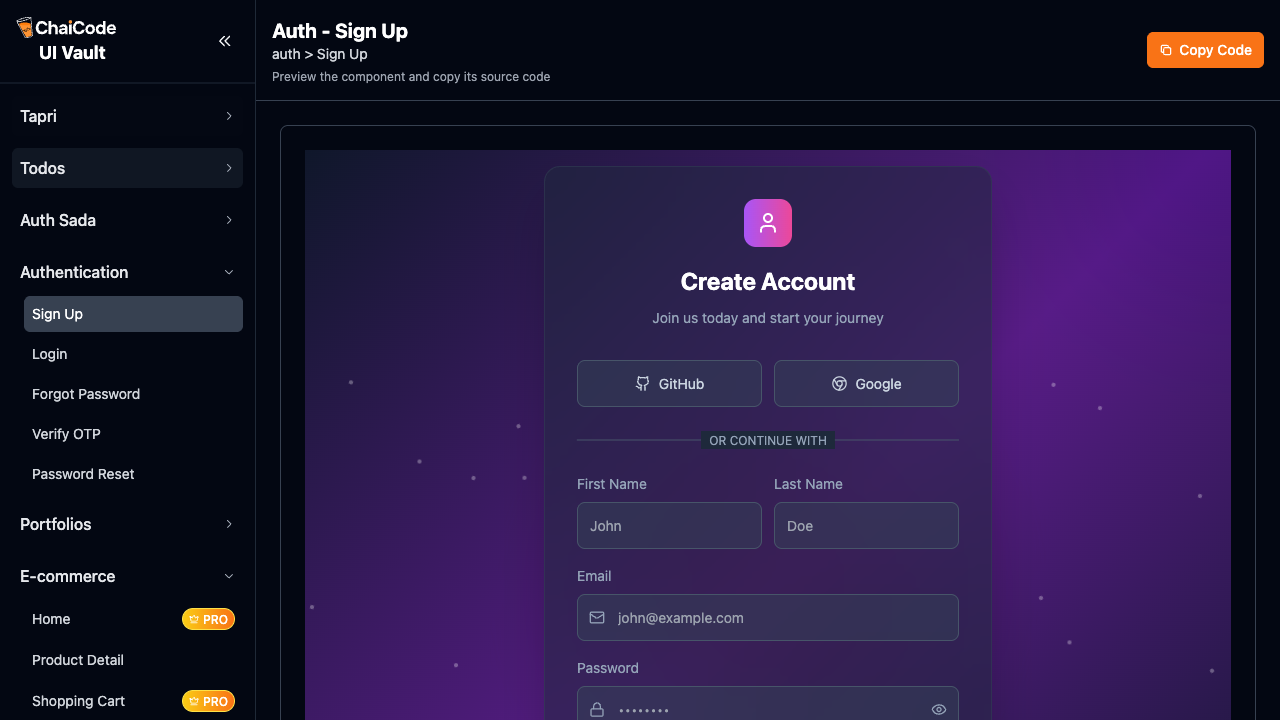 ChaiCode
UI Vault
Tapri
Todos
Auth Sada
Authentication
Sign Up
Login
Forgot Password
Verify OTP
Password Reset
Portfolios
E-commerce
Home
PRO
Product Detail
Shopping Cart
PRO
Auth - Sign Up
auth > Sign Up
Preview the component and copy its source code
Copy Code
Create Account
Join us today and start your journey
GitHub
Google
OR CONTINUE WITH
First Name
Last Name
John
Doe
Email
john@example.com
Password
••••••••